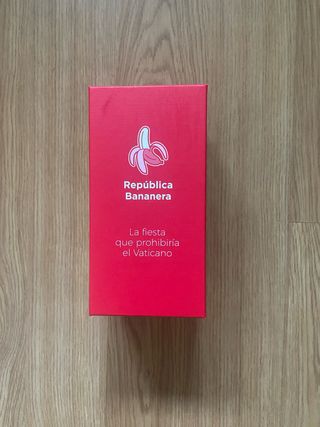 República
Bananera
La fiesta
que prohibiría
el Vaticano